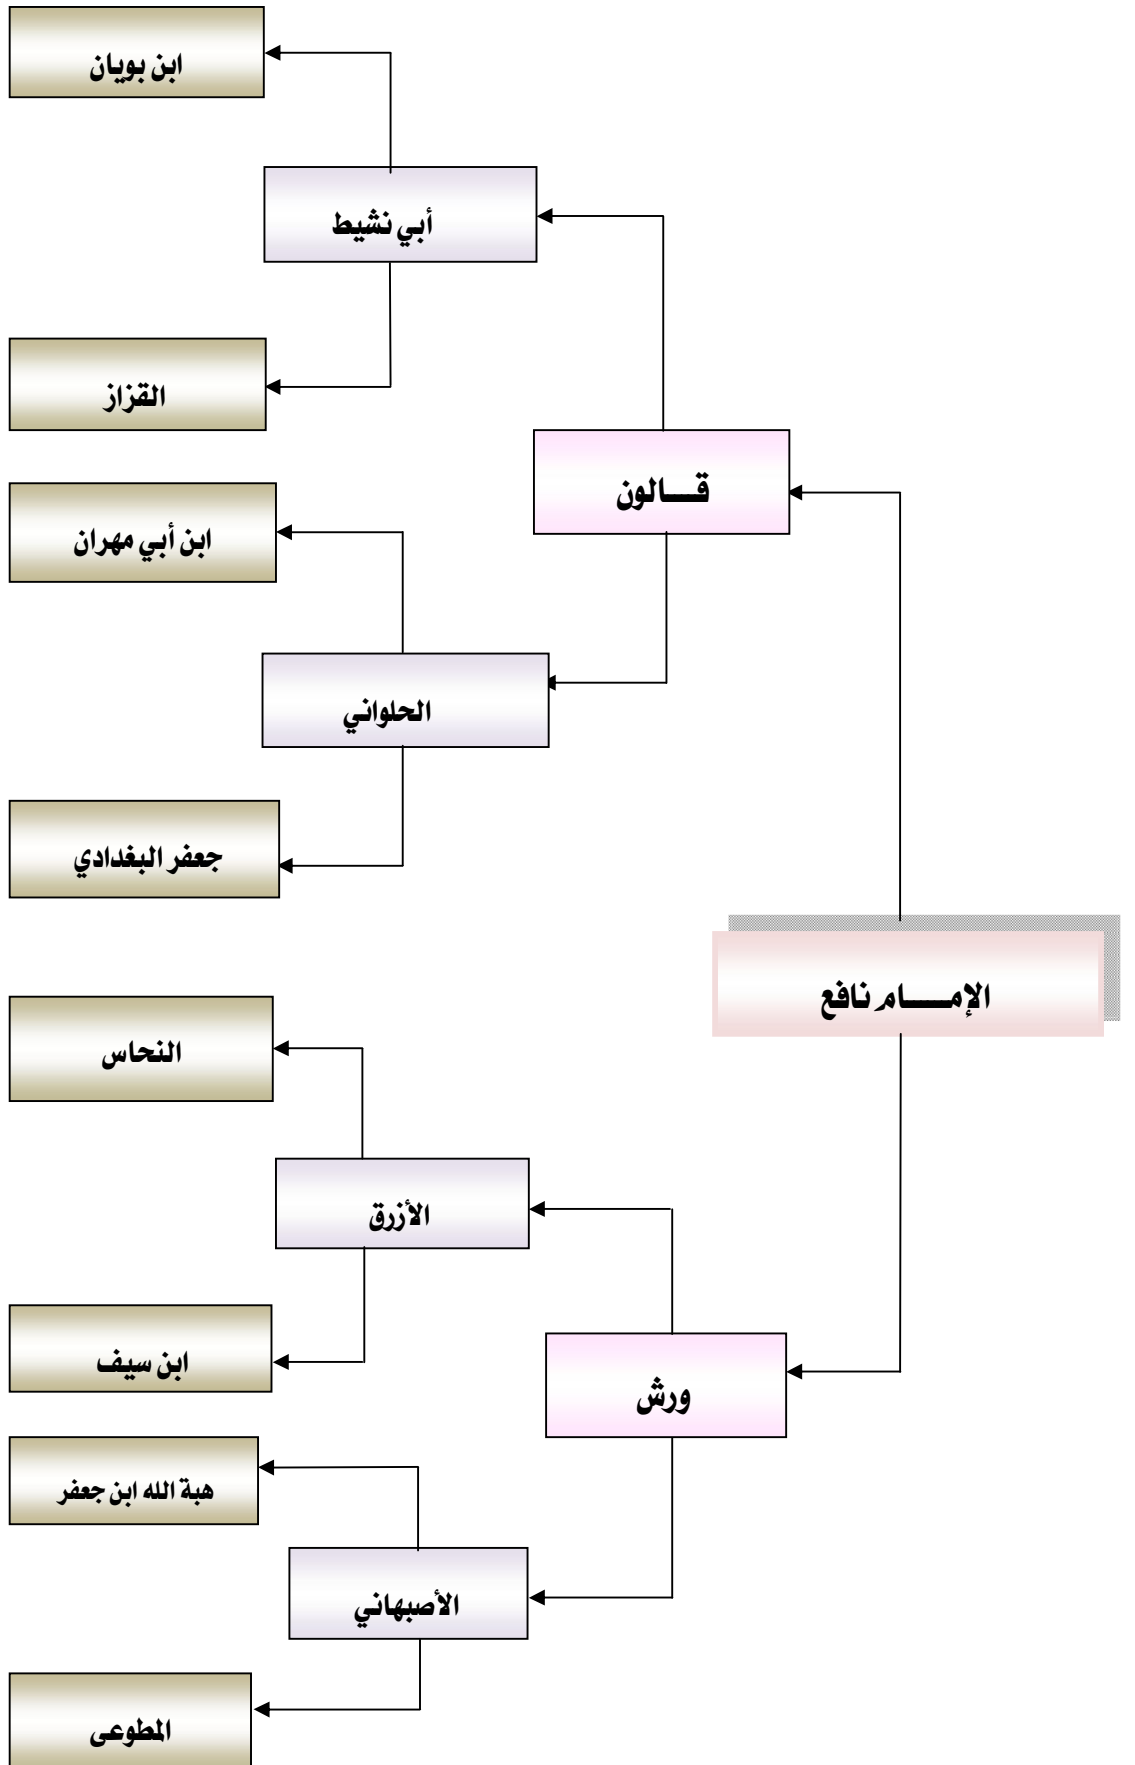 ابن بويان
أبي نشيط
القزاز
قـــالون
ابن أبي مهران
الحلواني
جعفر البغدادي
الإمـــــام نافع
النحاس
الأزرق
ابن سيف
ورش
هبة الله ابن جعفر
الأصبهاني
المطوعى